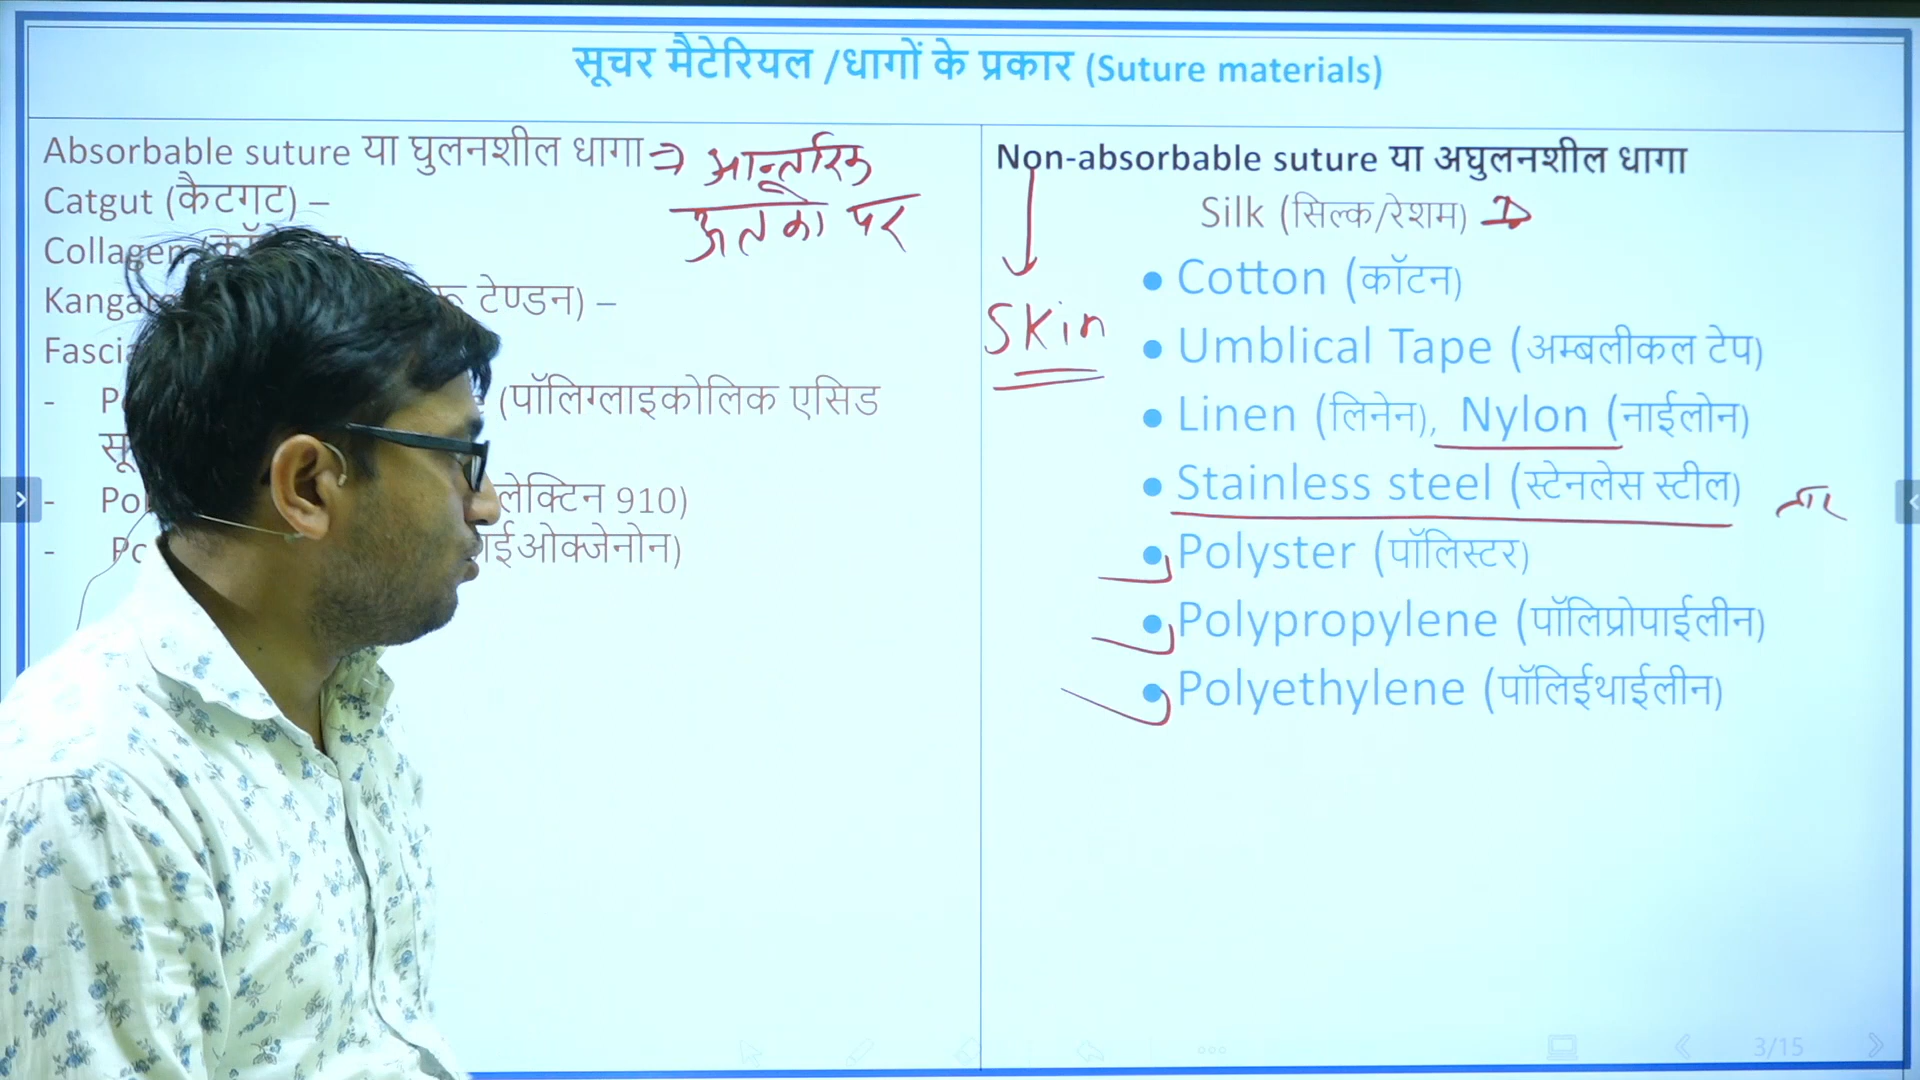 सूचर मैटेरियल /धागों के प्रकार (Suture materials)
Absorbable suture या घुलनशील धागा ⇒ आन्तरिक
ऊतको पर
Catgut (कैटगट) –
Collagen
टेण्डन) –
(पॉलिग्लाइकोलिक एसिड
910)
Non-absorbable suture या अघुलनशील धागा
Skin
Silk (सिल्क/रेशम)
• Cotton (कॉटन)
• Umblical Tape (अम्बलीकल टेप)
• Linen (लिनेन), Nylon (नाईलोन)
• Stainless steel (स्टेनलेस स्टील) तार
• Polyster (पॉलिस्टर)
• Polypropylene (पॉलिप्रोपाईलीन)
• Polyethylene (पॉलिईथाईलीन)
3/15